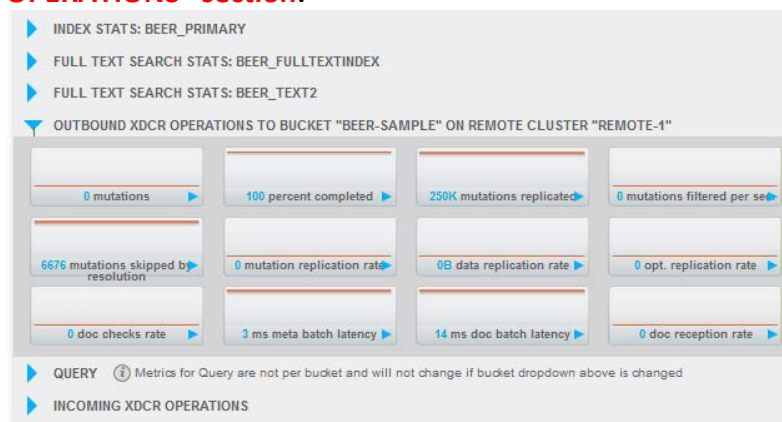 OPERATIONS" section.
INDEX STATS: BEER_PRIMARY
FULL TEXT SEARCH STATS: BEER_FULLTEXTINDEX
FULL TEXT SEARCH STATS: BEER_TEXT2
OUTBOUND XDCR OPERATIONS TO BUCKET "BEER-SAMPLE" ON REMOTE CLUSTER "REMOTE-1"
0 mutations
100 percent completed
250K mutations replicated
0 mutations filtered per sec
6676 mutations skipped by
resolution
0 mutation replication rate
0B data replication rate
0 opt. replication rate
0 doc checks rate
3 ms meta batch latency
14 ms doc batch latency
0 doc reception rate
QUERY i Metrics for Query are not per bucket and will not change if bucket dropdown above is changed
INCOMING XDCR OPERATIONS